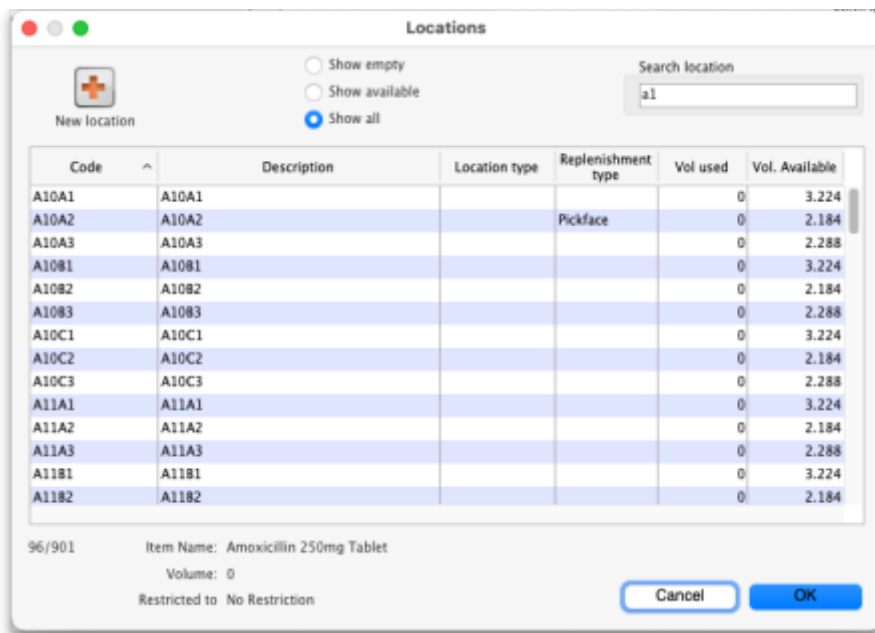 Locations
Show empty
Show available
Show all
Search location
a1
New location
Code Description Location type Replenishment type Vol used Vol. Available
A10A1 A10A1 0 3.224
A10A2 A10A2 Pickface 0 2.184
A10A3 A10A3 0 2.288
A10B1 A10B1 0 3.224
A10B2 A10B2 0 2.184
A10B3 A10B3 0 2.288
A10C1 A10C1 0 3.224
A10C2 A10C2 0 2.184
A10C3 A10C3 0 2.288
A11A1 A11A1 0 3.224
A11A2 A11A2 0 2.184
A11A3 A11A3 0 2.288
A11B1 A11B1 0 3.224
A11B2 A11B2 0 2.184
96/901 Item Name: Amoxicillin 250mg Tablet
Volume: 0
Restricted to No Restriction
Cancel OK